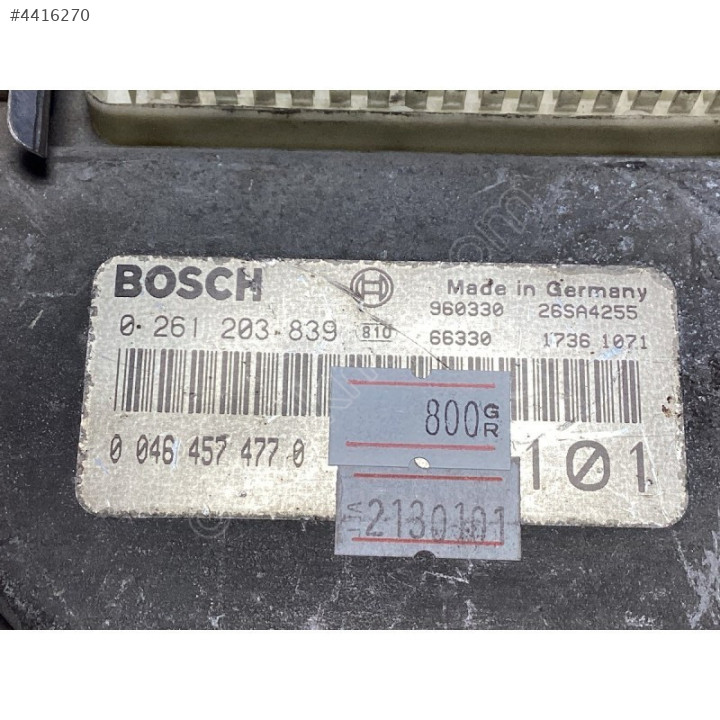 #4416270
BOSCH
Made in Germany
960330 26SA4255
0 261 203-839 810 66330 1736 1071
800 GR
0 046 457 477 0
101
2130101